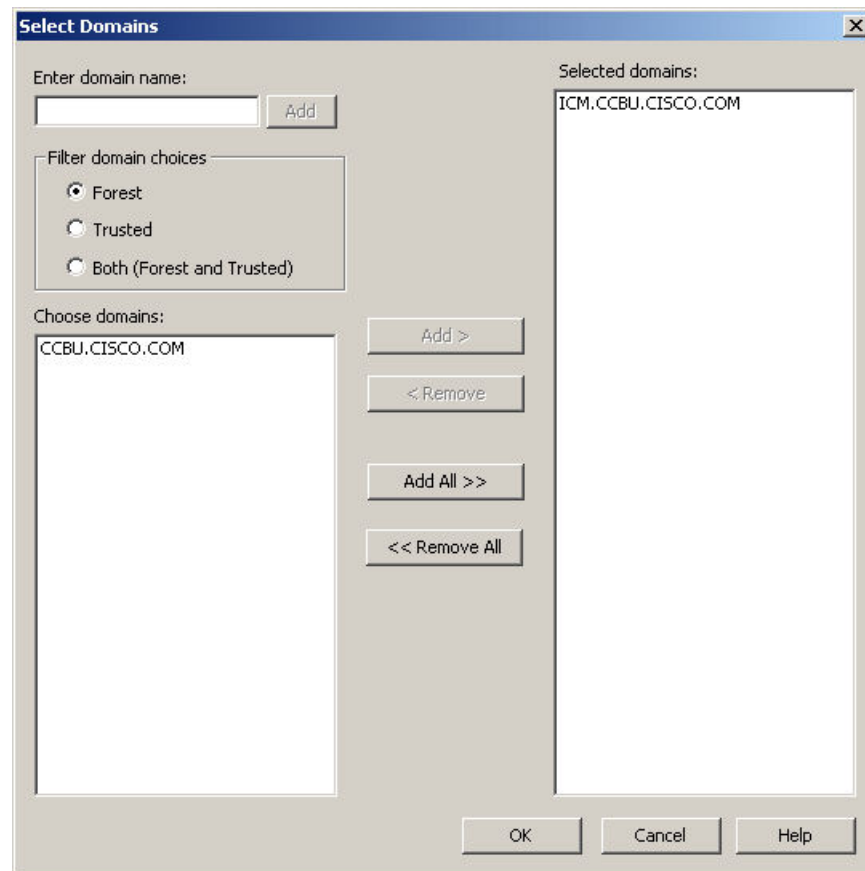 Select Domains
Enter domain name:
Add
Filter domain choices
Forest
Trusted
Both (Forest and Trusted)
Choose domains:
CCBU.CISCO.COM
Add >
< Remove
Add All >>
<< Remove All
Selected domains:
ICM.CCBU.CISCO.COM
OK
Cancel
Help